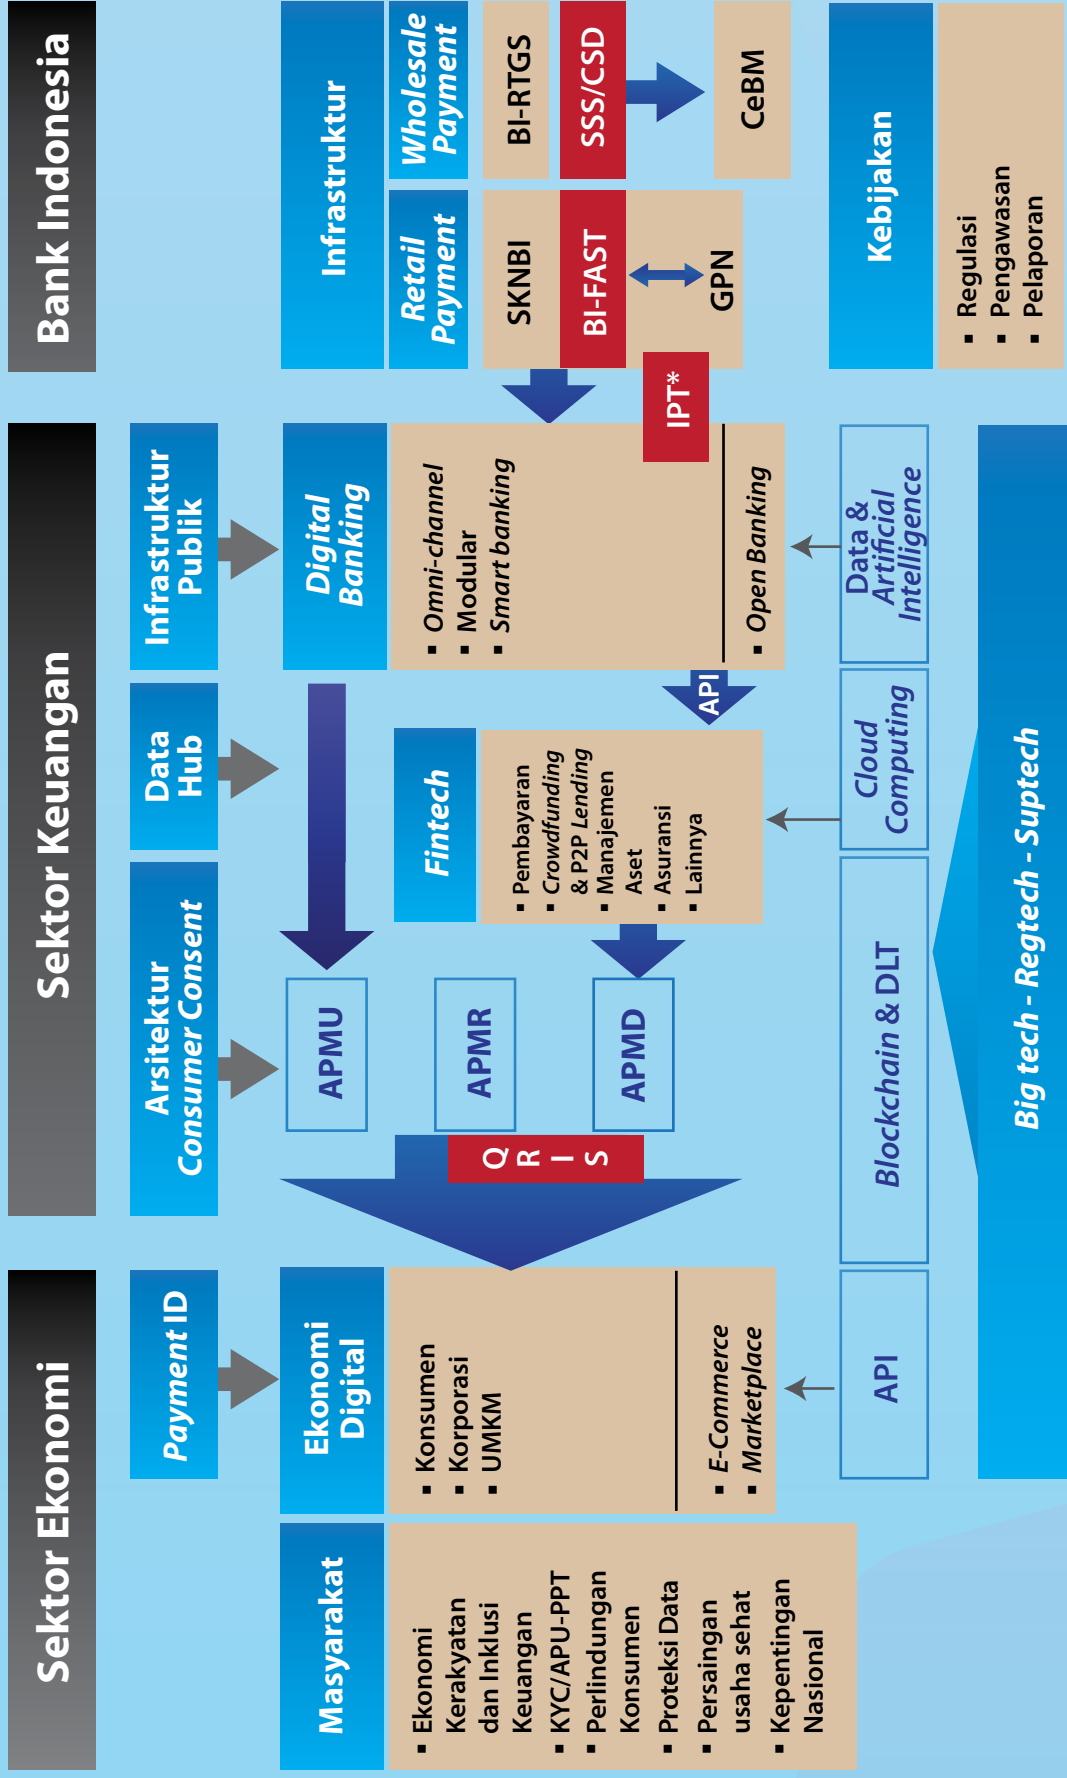 Sektor Ekonomi
Sektor Keuangan
Bank Indonesia
Payment ID
Arsitektur
Consumer Consent
Data
Hub
Infrastruktur
Publik
Masyarakat
▪ Ekonomi
Kerakyatan
dan Inklusi
Keuangan
▪ KYC/APU-PPT
▪ Perlindungan
Konsumen
▪ Proteksi Data
▪ Persaingan
usaha sehat
▪ Kepentingan
Nasional
Ekonomi
Digital
▪ Konsumen
▪ Korporasi
▪ UMKM
▪ E-Commerce
▪ Marketplace
Q
R
I
S
APMU
APMR
APMD
Fintech
▪ Pembayaran
▪ Crowdfunding
& P2P Lending
▪ Manajemen
Aset
▪ Asuransi
▪ Lainnya
API
Digital
Banking
▪ Omni-channel
▪ Modular
▪ Smart banking
▪ Open Banking
IPT*
Infrastruktur
Retail
Payment
SKNBI
BI-FAST
GPN
Wholesale
Payment
BI-RTGS
SSS/CSD
CeBM
Kebijakan
▪ Regulasi
▪ Pengawasan
▪ Pelaporan
API
Blockchain & DLT
Cloud
Computing
Data &
Artificial
Intelligence
Big tech - Regtech - Suptech